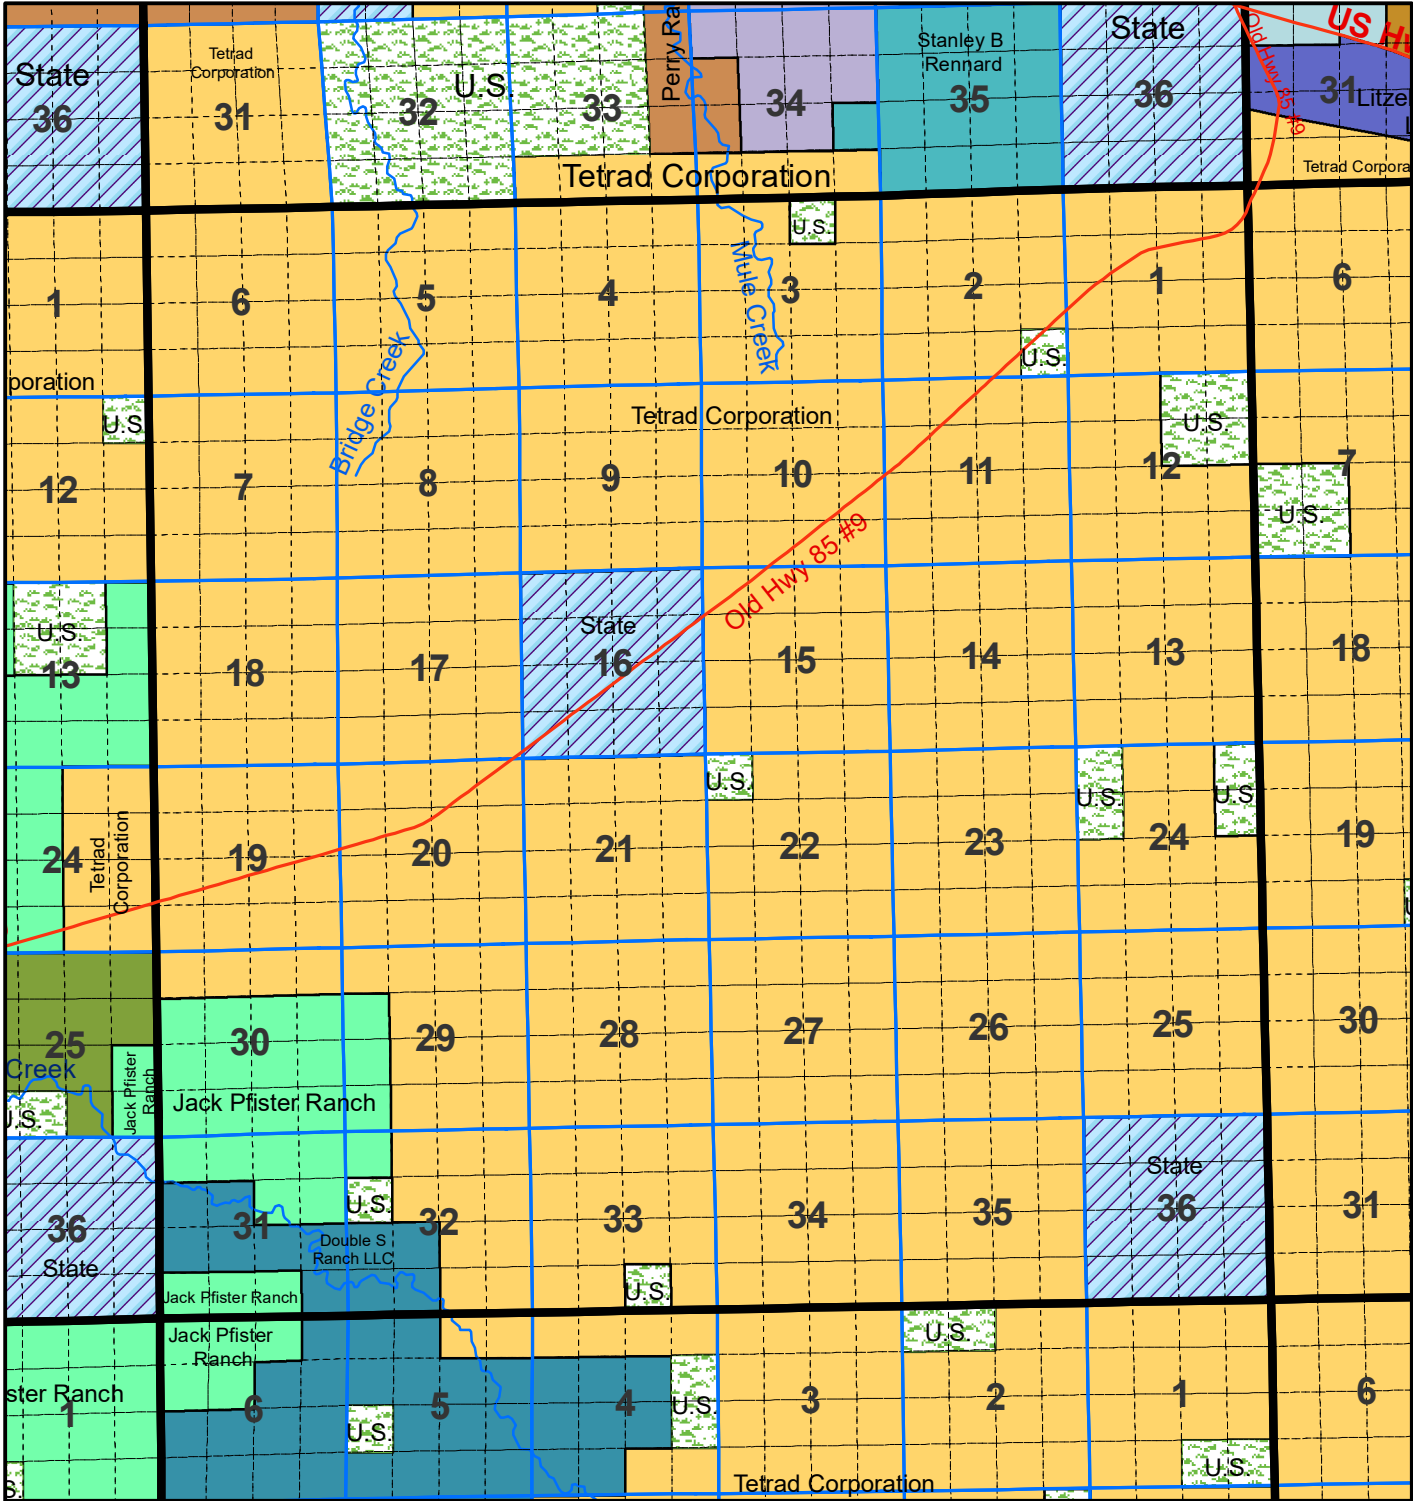 State
36
Tetrad
Corporation
31
U.S.
32
33
Perry Ra
34
Stanley B
Rennard
35
State
36
Old Hwy 85 #9
US Hw
31
Litzel
Tetrad Corpora
Tetrad Corporation
1
6
5
4
Mule Creek
U.S.
3
2
1
6
U.S.
poration
U.S.
12
Bridge Creek
7
8
9
Tetrad Corporation
10
11
12
U.S.
7
U.S.
Old Hwy 85 #9
U.S.
13
18
17
State
16
15
14
13
18
24
Tetrad
Corporation
19
20
21
U.S.
22
23
U.S.
24
U.S.
19
25
Creek
U.S.
Jack Pfister
Ranch
30
Jack Pfister Ranch
29
28
27
26
25
30
36
State
31
U.S.
Double S
Ranch LLC
32
33
U.S.
34
35
State
36
31
Jack Pfister Ranch
Jack Pfister
Ranch
ster Ranch
1
6
U.S.
5
4
U.S.
3
U.S.
2
1
U.S.
6
S.
Tetrad Corporation